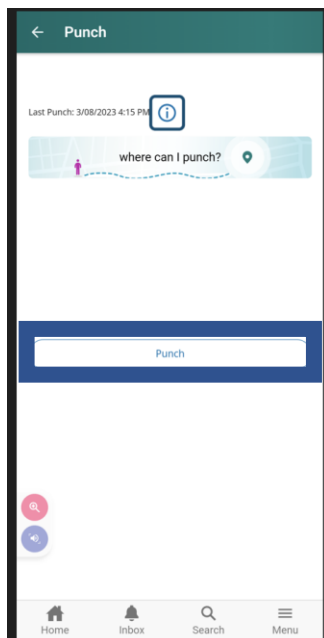 Punch
Last Punch: 3/08/2023 4:15 PM
where can I punch?
Punch
Home Inbox Search Menu